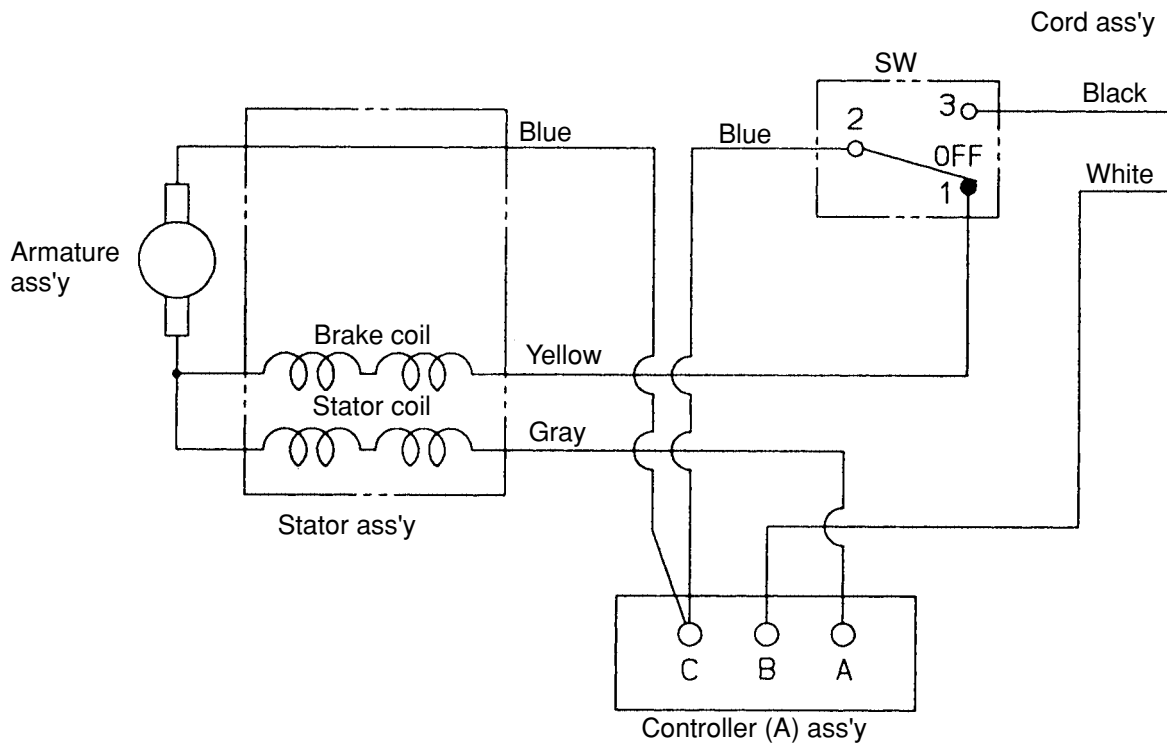 Cord ass'y
SW
Black
3
2
Blue
Blue
OFF
White
1
Armature
ass'y
Brake coil
Yellow
Stator coil
Gray
Stator ass'y
C
B
A
Controller (A) ass'y